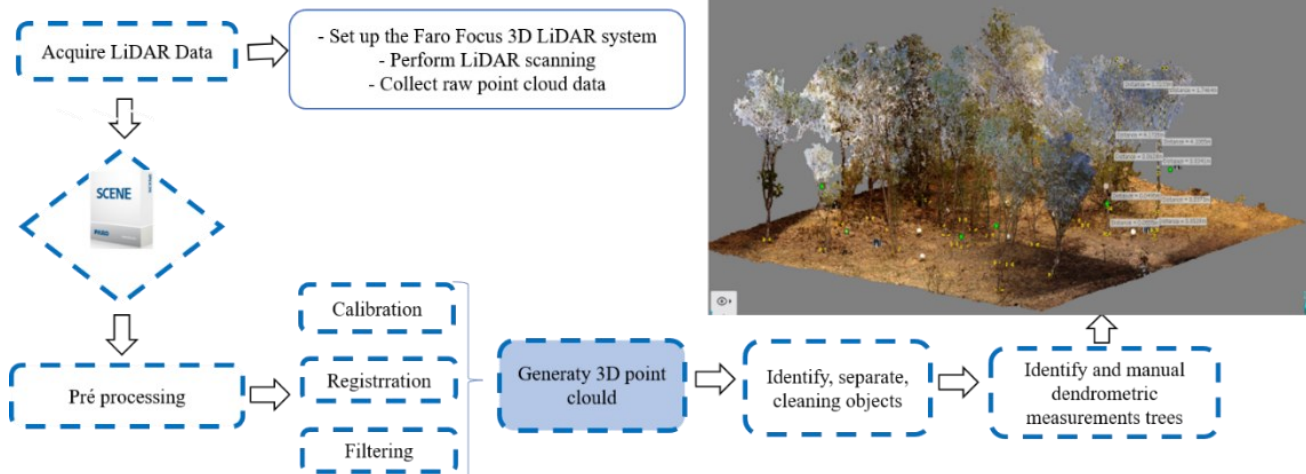 Acquire LiDAR Data
- Set up the Faro Focus 3D LiDAR system
- Perform LiDAR scanning
- Collect raw point cloud data
SCENE
FARO
Pré processing
Calibration
Registrration
Filtering
Generaty 3D point
clould
Identify, separate,
cleaning objects
Identify and manual
dendrometric
measurements trees